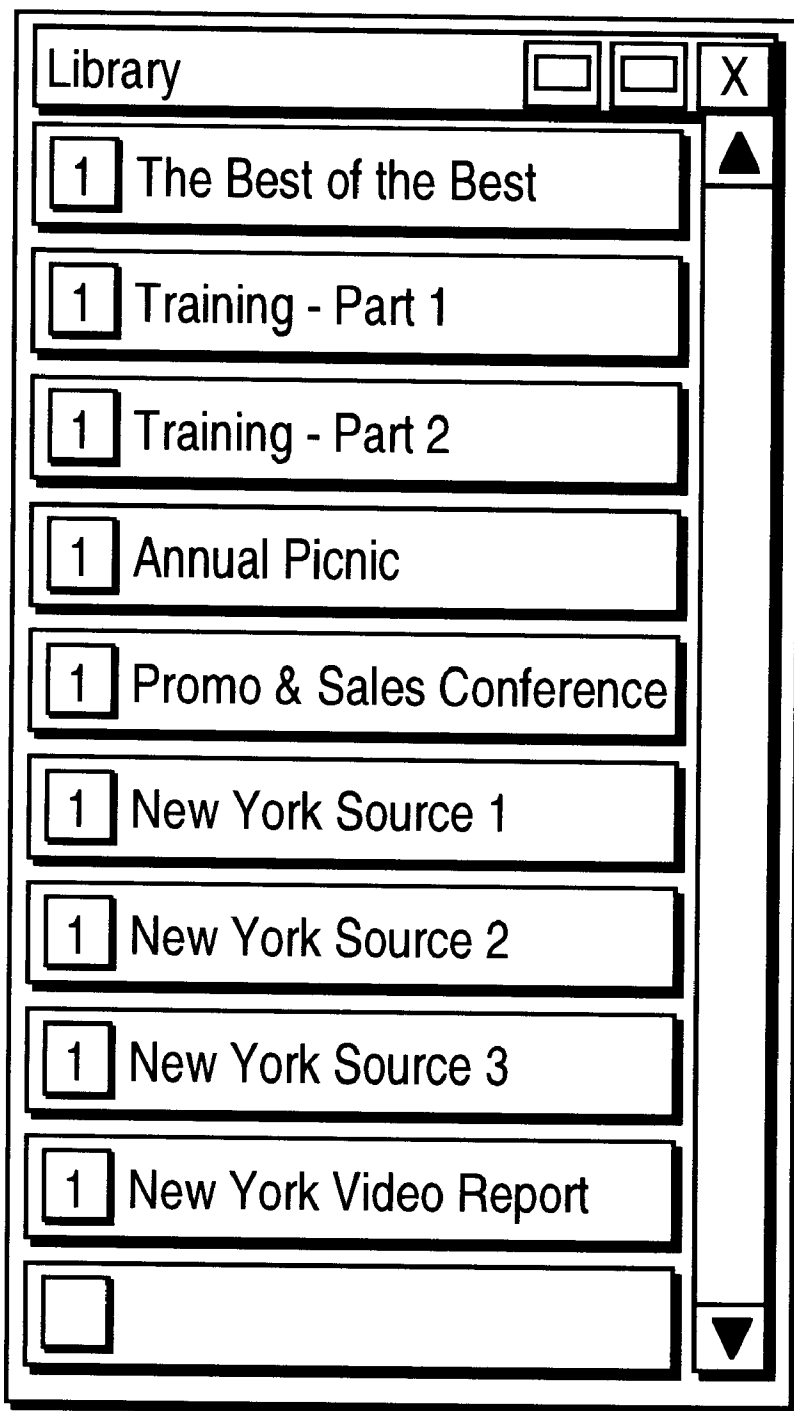 Library X
1 The Best of the Best
1 Training - Part 1
1 Training - Part 2
1 Annual Picnic
1 Promo & Sales Conference
1 New York Source 1
1 New York Source 2
1 New York Source 3
1 New York Video Report